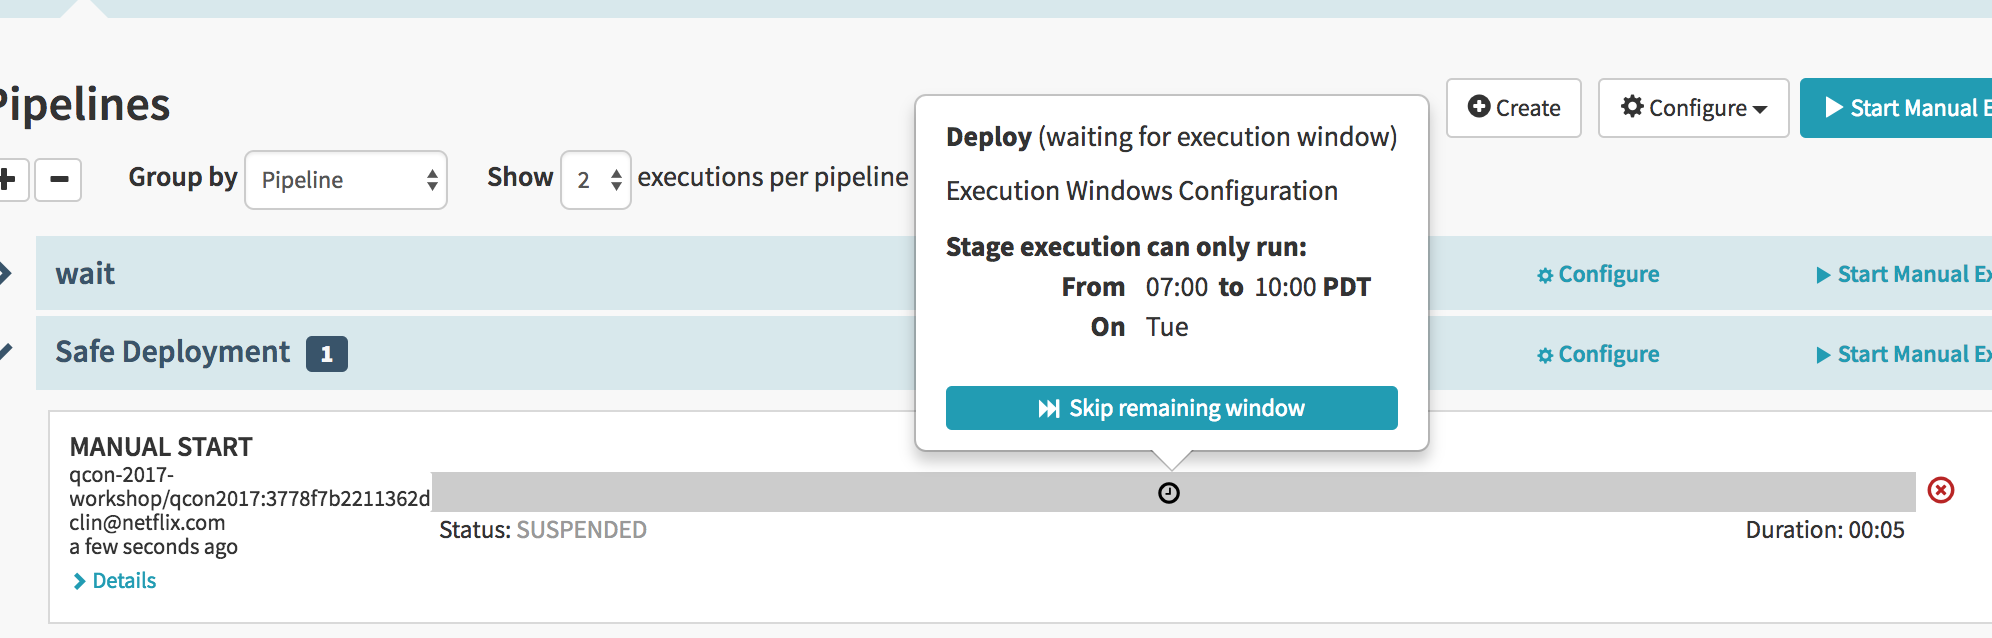 Pipelines
Create
Configure
Start Manual
Group by Pipeline Show 2 executions per pipeline
Deploy (waiting for execution window)
Execution Windows Configuration
Stage execution can only run:
From 07:00 to 10:00 PDT
On Tue
Skip remaining window
wait
Configure
Start Manual
Safe Deployment 1
Configure
Start Manual
MANUAL START
qcon-2017-
workshop/qcon2017:3778f7b2211362d
clin@netflix.com
a few seconds ago
Details
Status: SUSPENDED
Duration: 00:05